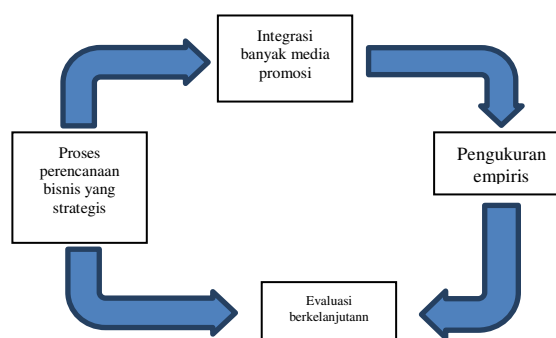 Integrasi
banyak media
promosi
Proses
perencanaan
bisnis yang
strategis
Pengukuran
empiris
Evaluasi
berkelanjutann